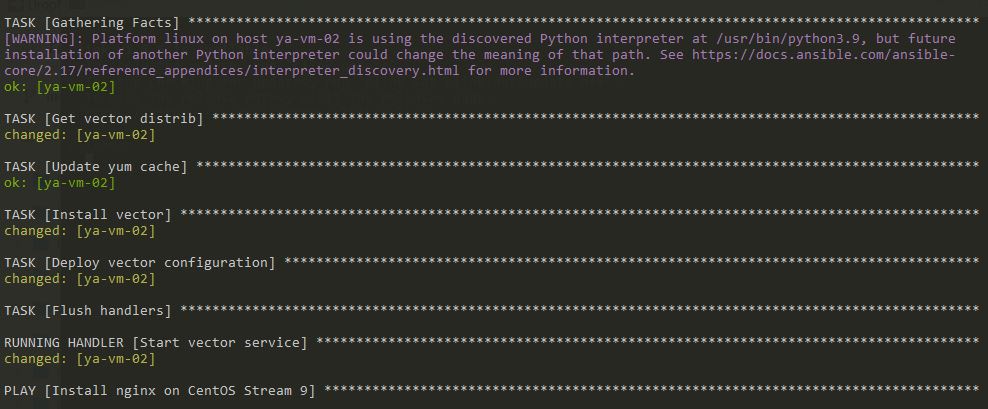 TASK [Gathering Facts] ***************************************************************************************************
[WARNING]: Platform linux on host ya-vm-02 is using the discovered Python interpreter at /usr/bin/python3.9, but future
installation of another Python interpreter could change the meaning of that path. See https://docs.ansible.com/ansible-
core/2.17/reference_appendices/interpreter_discovery.html for more information.
ok: [ya-vm-02]
TASK [Get vector distrib] ************************************************************************************************
changed: [ya-vm-02]
TASK [Update yum cache] **************************************************************************************************
ok: [ya-vm-02]
TASK [Install vector] ****************************************************************************************************
changed: [ya-vm-02]
TASK [Deploy vector configuration] ***************************************************************************************
changed: [ya-vm-02]
TASK [Flush handlers] ****************************************************************************************************
RUNNING HANDLER [Start vector service] ***********************************************************************************
changed: [ya-vm-02]
PLAY [Install nginx on CentOS Stream 9] **********************************************************************************